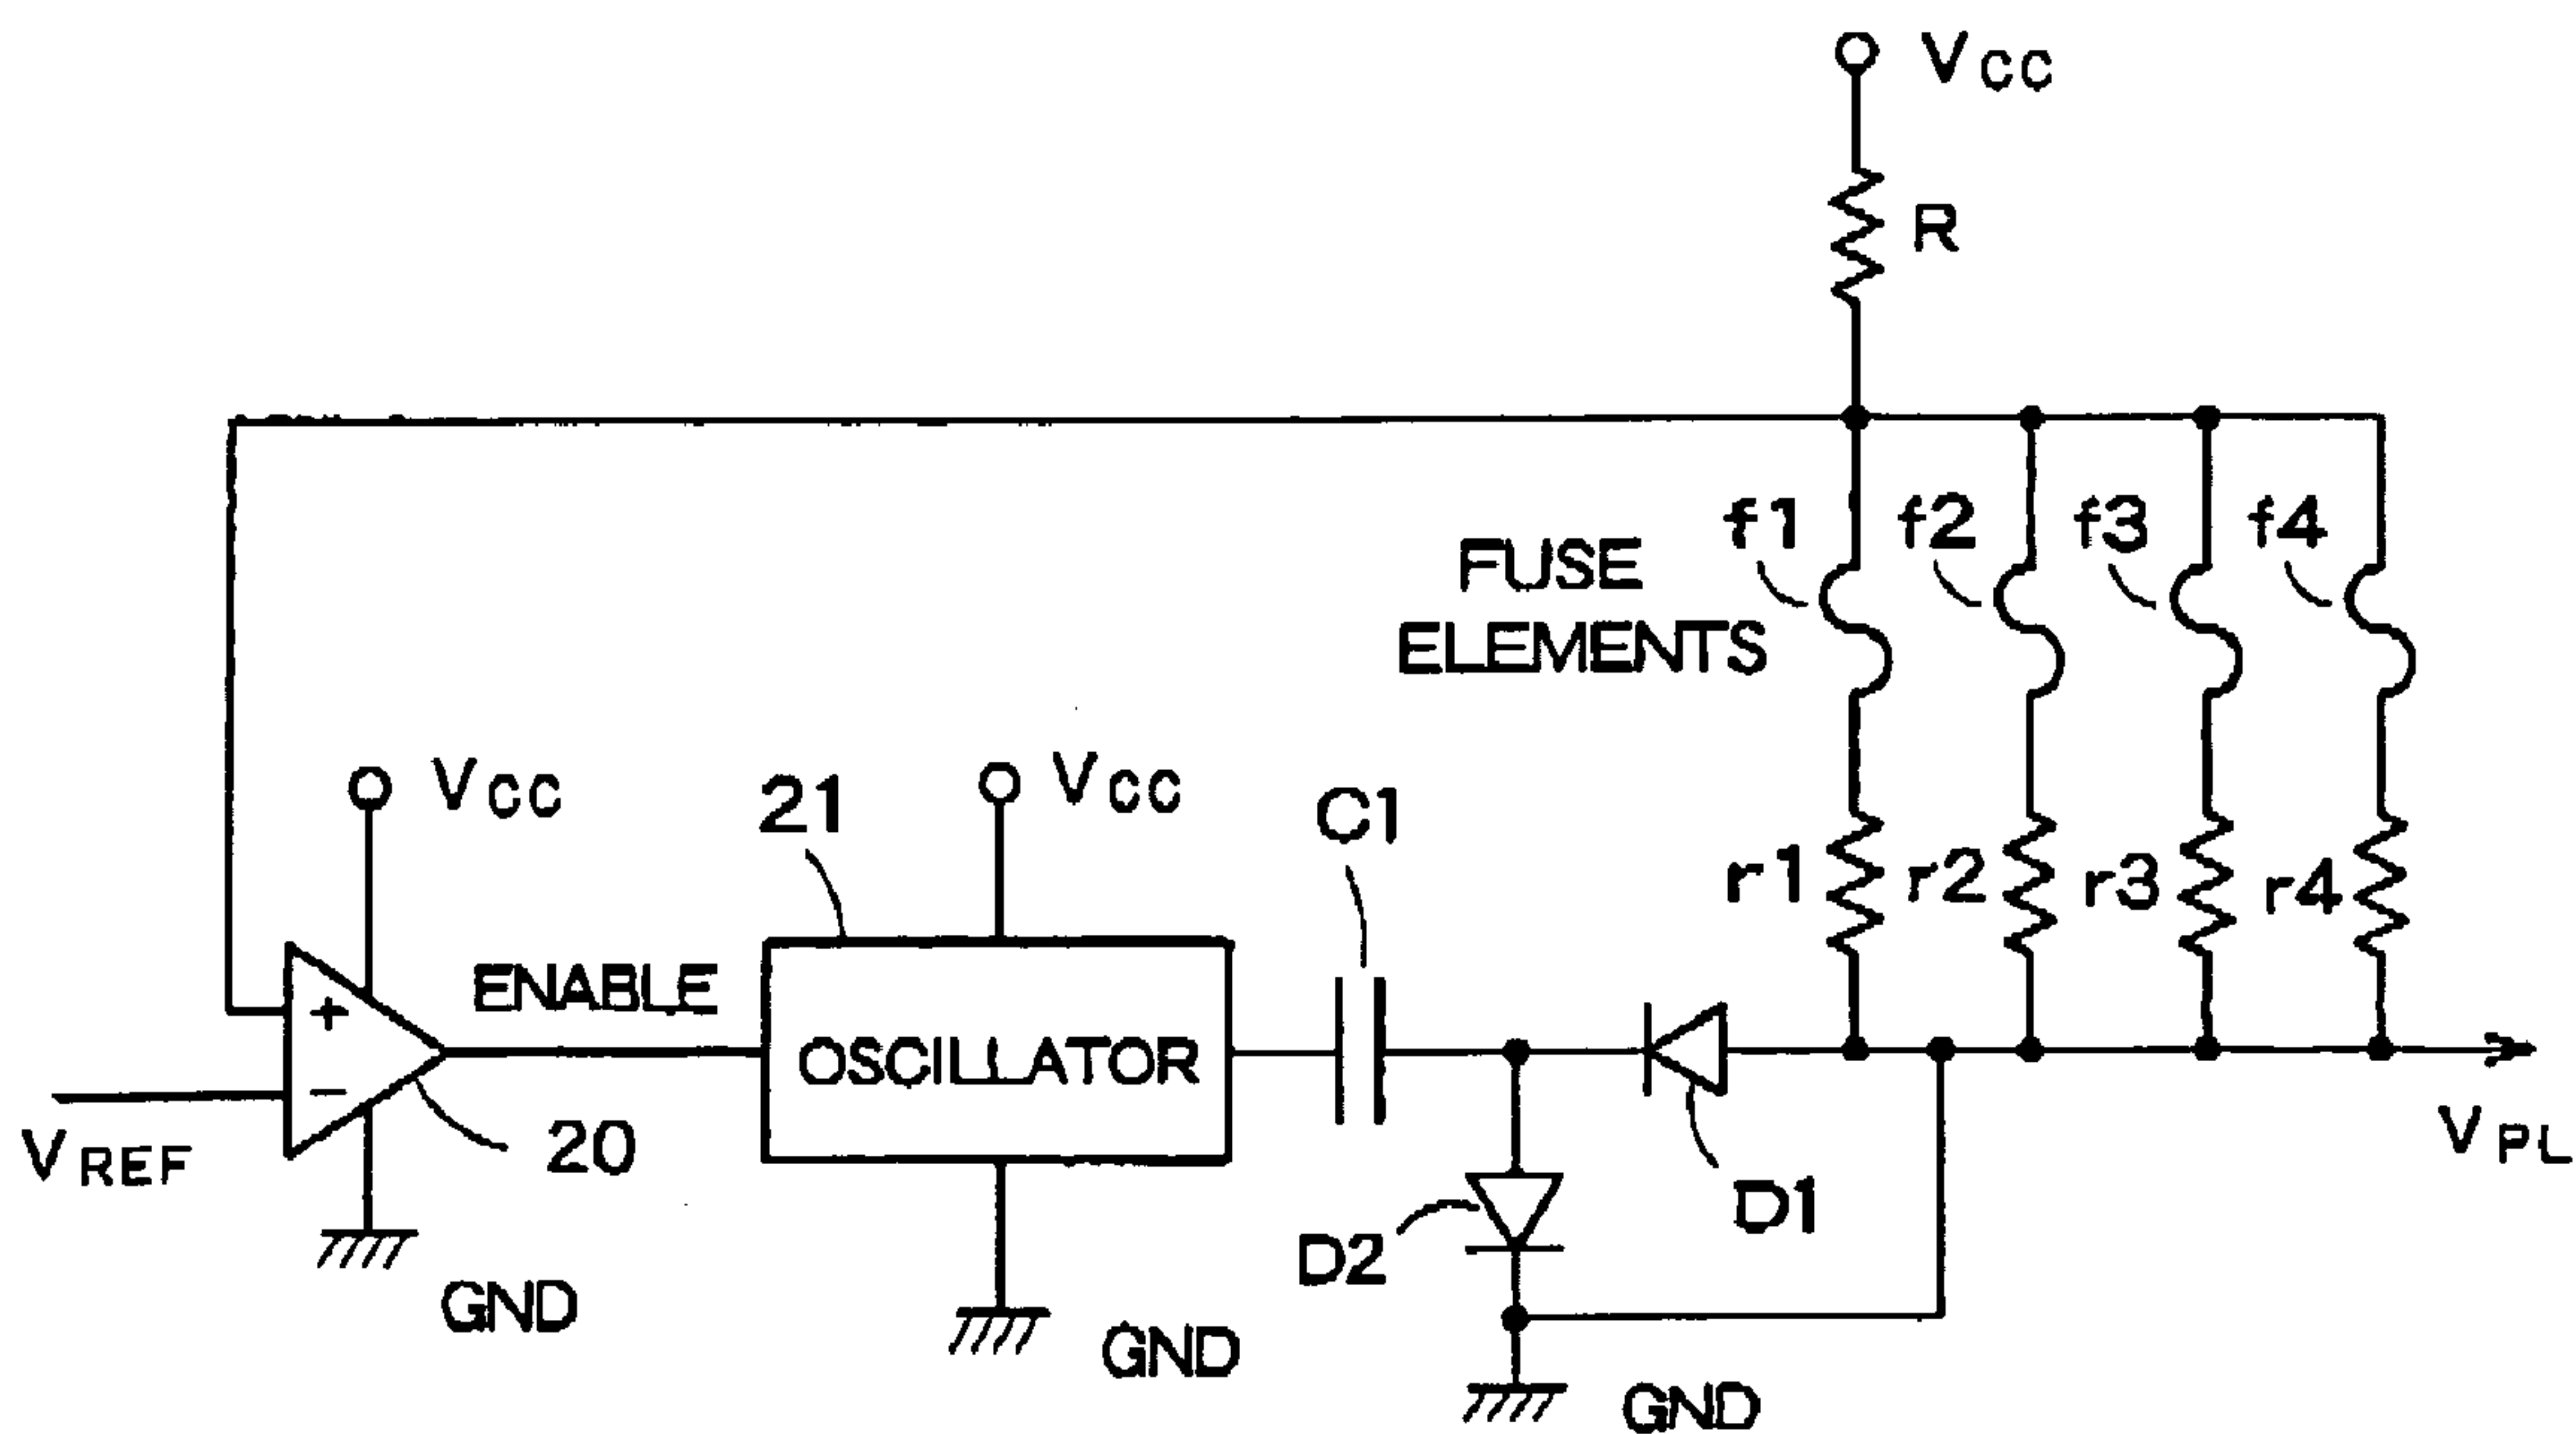 VCC
R
f1 f2 f3 f4
FUSE
ELEMENTS
VCC
21
VCC
C1
r1 r2 r3 r4
+
ENABLE
OSCILLATOR
−
VREF
20
D1
VPL
D2
GND
GND
GND